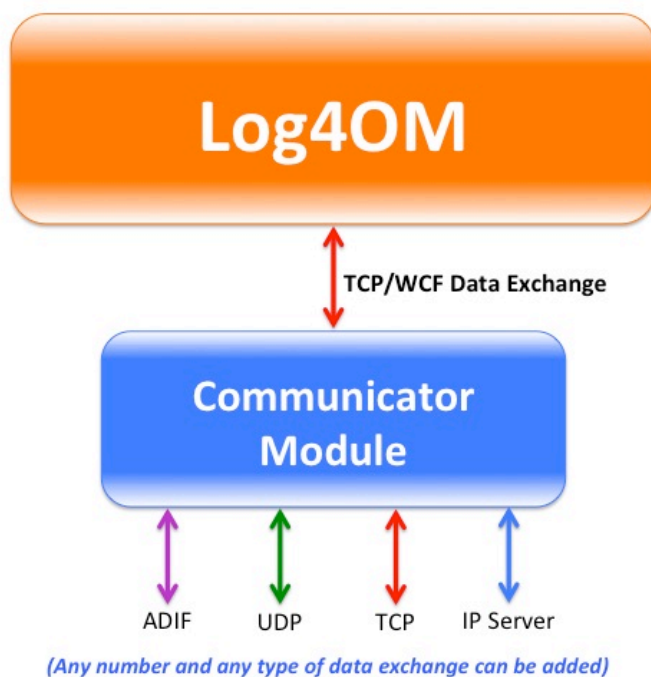 Log4OM
TCP/WCF Data Exchange
Communicator
Module
ADIF UDP TCP IP Server
(Any number and any type of data exchange can be added)